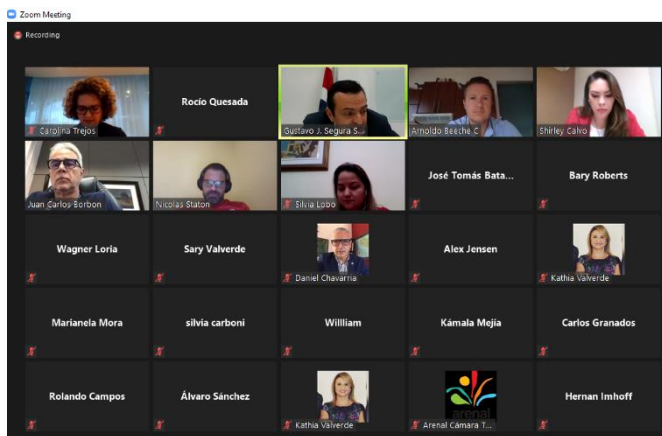 Zoom Meeting
Recording
Carolina Trejos
Rocío Quesada
Gustavo J. Segura S...
Arnoldo Beeche C
Shirley Calvo
Juan Carlos Borbon
Nicolas Staton
Silvia Lobo
José Tomás Bata...
Bary Roberts
Wagner Loria
Sary Valverde
Daniel Chavarria
Alex Jensen
Kathia Valverde
Marianela Mora
silvia carboni
Willliam
Kámala Mejía
Carlos Granados
Rolando Campos
Álvaro Sánchez
Kathia Valverde
arenal
Arenal Cámara T...
Hernan Imhoff